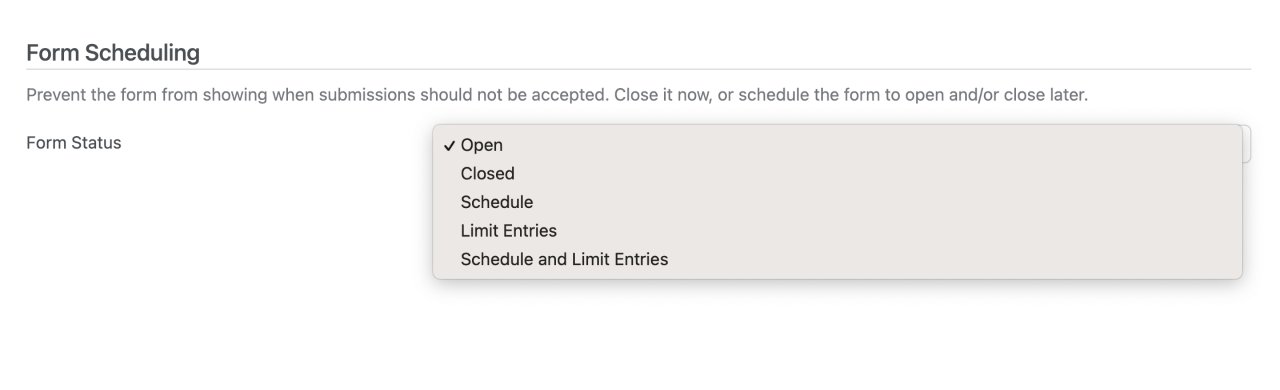 Form Scheduling
Prevent the form from showing when submissions should not be accepted. Close it now, or schedule the form to open and/or close later.
Form Status
✓ Open
Closed
Schedule
Limit Entries
Schedule and Limit Entries